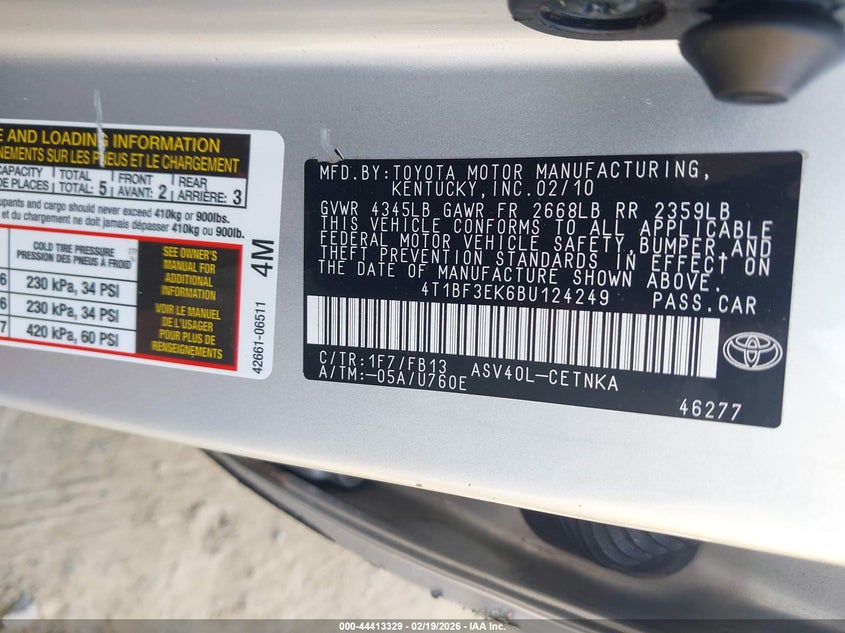 E AND LOADING INFORMATION
NEMENTS SUR LES PNEUS ET LE CHARGEMENT
CAPACITY TOTAL FRONT REAR
DE PLACES TOTAL: 5 AVANT: 2 ARRIÈRE: 3
upants and cargo should never exceed 410kg or 900lbs.
et du chargement ne doit jamais dépasser 410kg ou 900lb.
COLD TIRE PRESSURE
PRESSION DES PNEUS À FROID
6 230 kPa, 34 PSI
6 230 kPa, 34 PSI
7 420 kPa, 60 PSI
SEE OWNER'S
MANUAL FOR
ADDITIONAL
INFORMATION
VOIR LE MANUEL
DE L'USAGER
POUR PLUS DE
RENSEIGNEMENTS
4M
42661-06511
MFD.BY:TOYOTA MOTOR MANUFACTURING,
KENTUCKY,INC.02/10
GVWR 4345LB GAWR FR 2668LB RR 2359LB
THIS VEHICLE CONFORMS TO ALL APPLICABLE
FEDERAL MOTOR VEHICLE SAFETY,BUMPER,AND
THEFT PREVENTION STANDARDS IN EFFECT ON
THE DATE OF MANUFACTURE SHOWN ABOVE.
4T1BF3EK6BU124249 PASS.CAR
C/TR:1F7/FB13 ASV40L-CETNKA
A/TM:-05A/U760E
46277
000-44413329 - 02/19/2026 - IAA Inc.